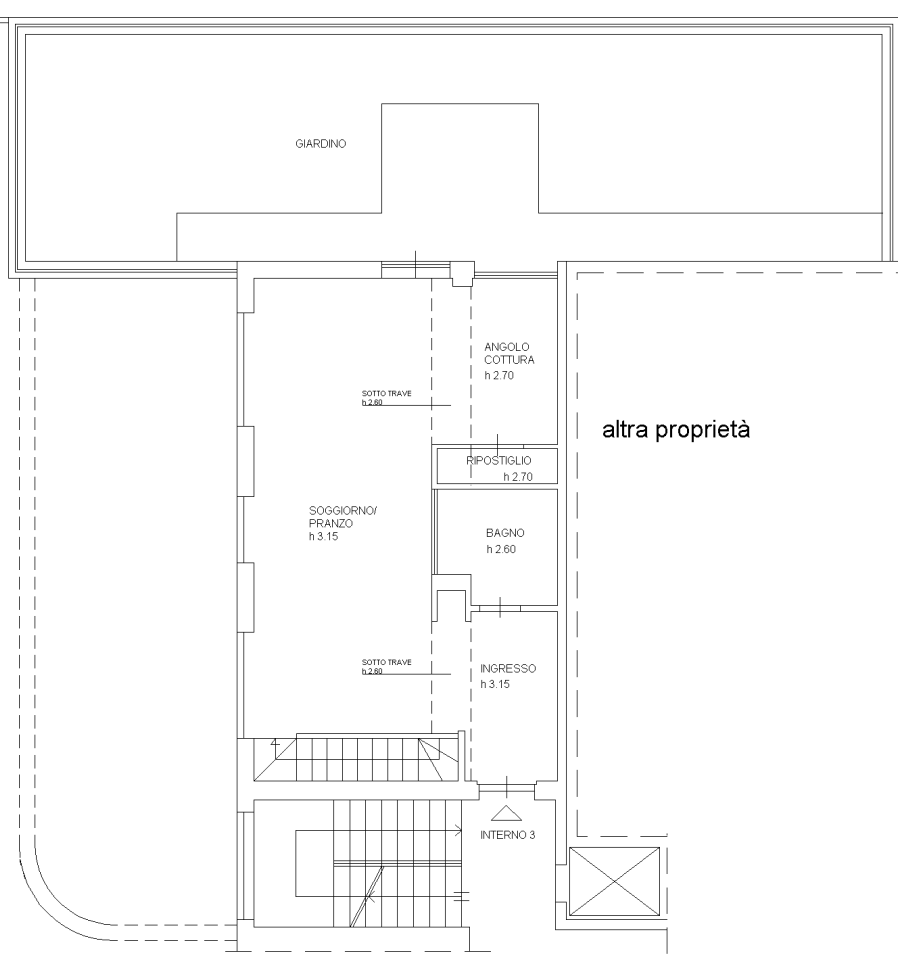 GIARDINO
ANGOLO
COTTURA
h 2.70
SOTTO TRAVE
h 2.60
altra proprietà
RIPOSTIGLIO
h 2.70
SOGGIORNO/
PRANZO
h 3.15
BAGNO
h 2.60
SOTTO TRAVE
h 2.60
INGRESSO
h 3.15
INTERNO 3